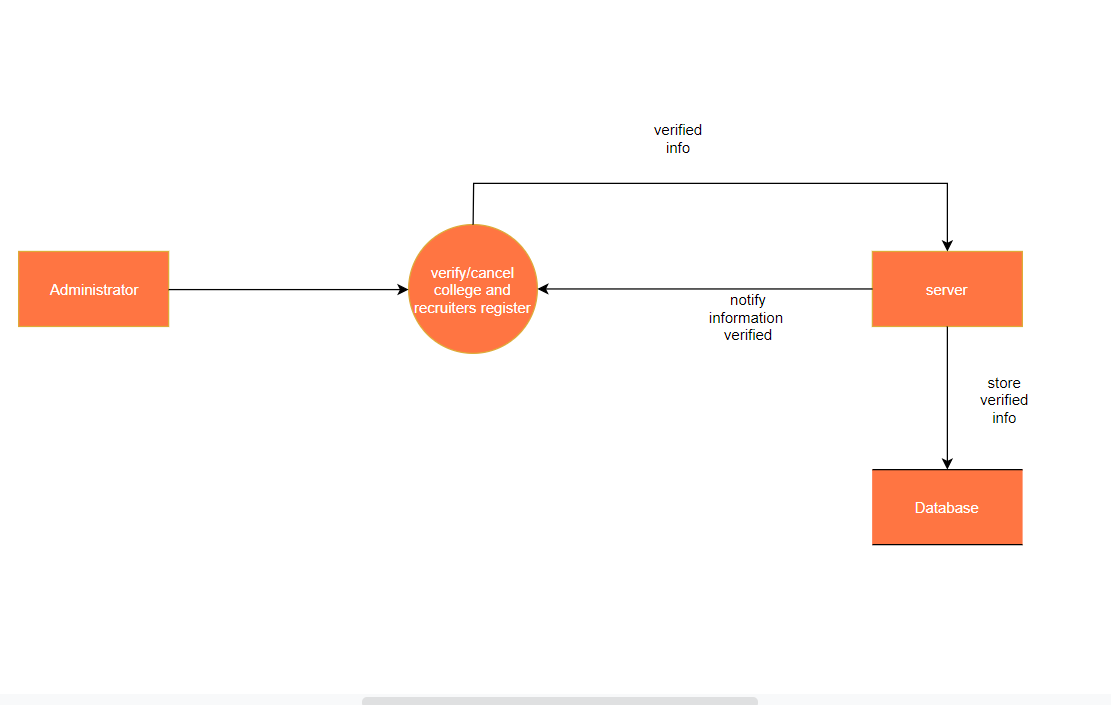 verified
info
Administrator
verify/cancel
college and
recruiters register
server
notify
information
verified
store
verified
info
Database